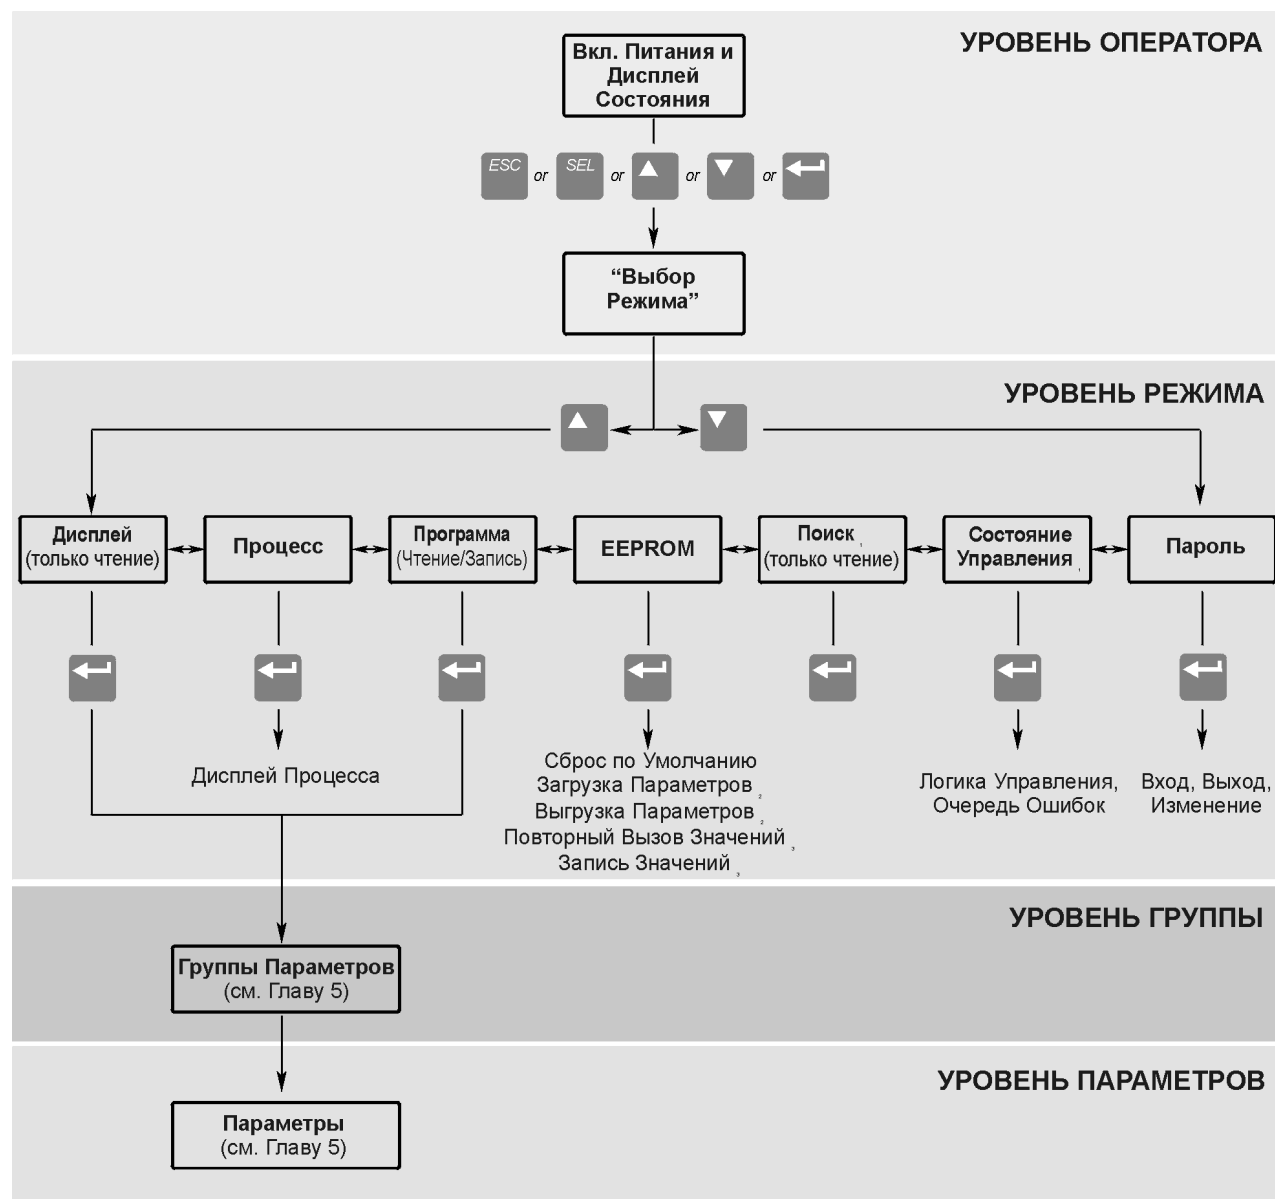 УРОВЕНЬ ОПЕРАТОРА
Вкл. Питания и
Дисплей
Состояния
ESC or SEL or or or
“Выбор
Режима”
УРОВЕНЬ РЕЖИМА
Дисплей
(только чтение)
Процесс
Программа
(Чтение/Запись)
EEPROM
Поиск
(только чтение)
Состояние
Управления
Пароль
Дисплей Процесса
Сброс по Умолчанию
Загрузка Параметров
Выгрузка Параметров
Повторный Вызов Значений
Запись Значений
Логика Управления,
Очередь Ошибок
Вход, Выход,
Изменение
УРОВЕНЬ ГРУППЫ
Группы Параметров
(см. Главу 5)
УРОВЕНЬ ПАРАМЕТРОВ
Параметры
(см. Главу 5)